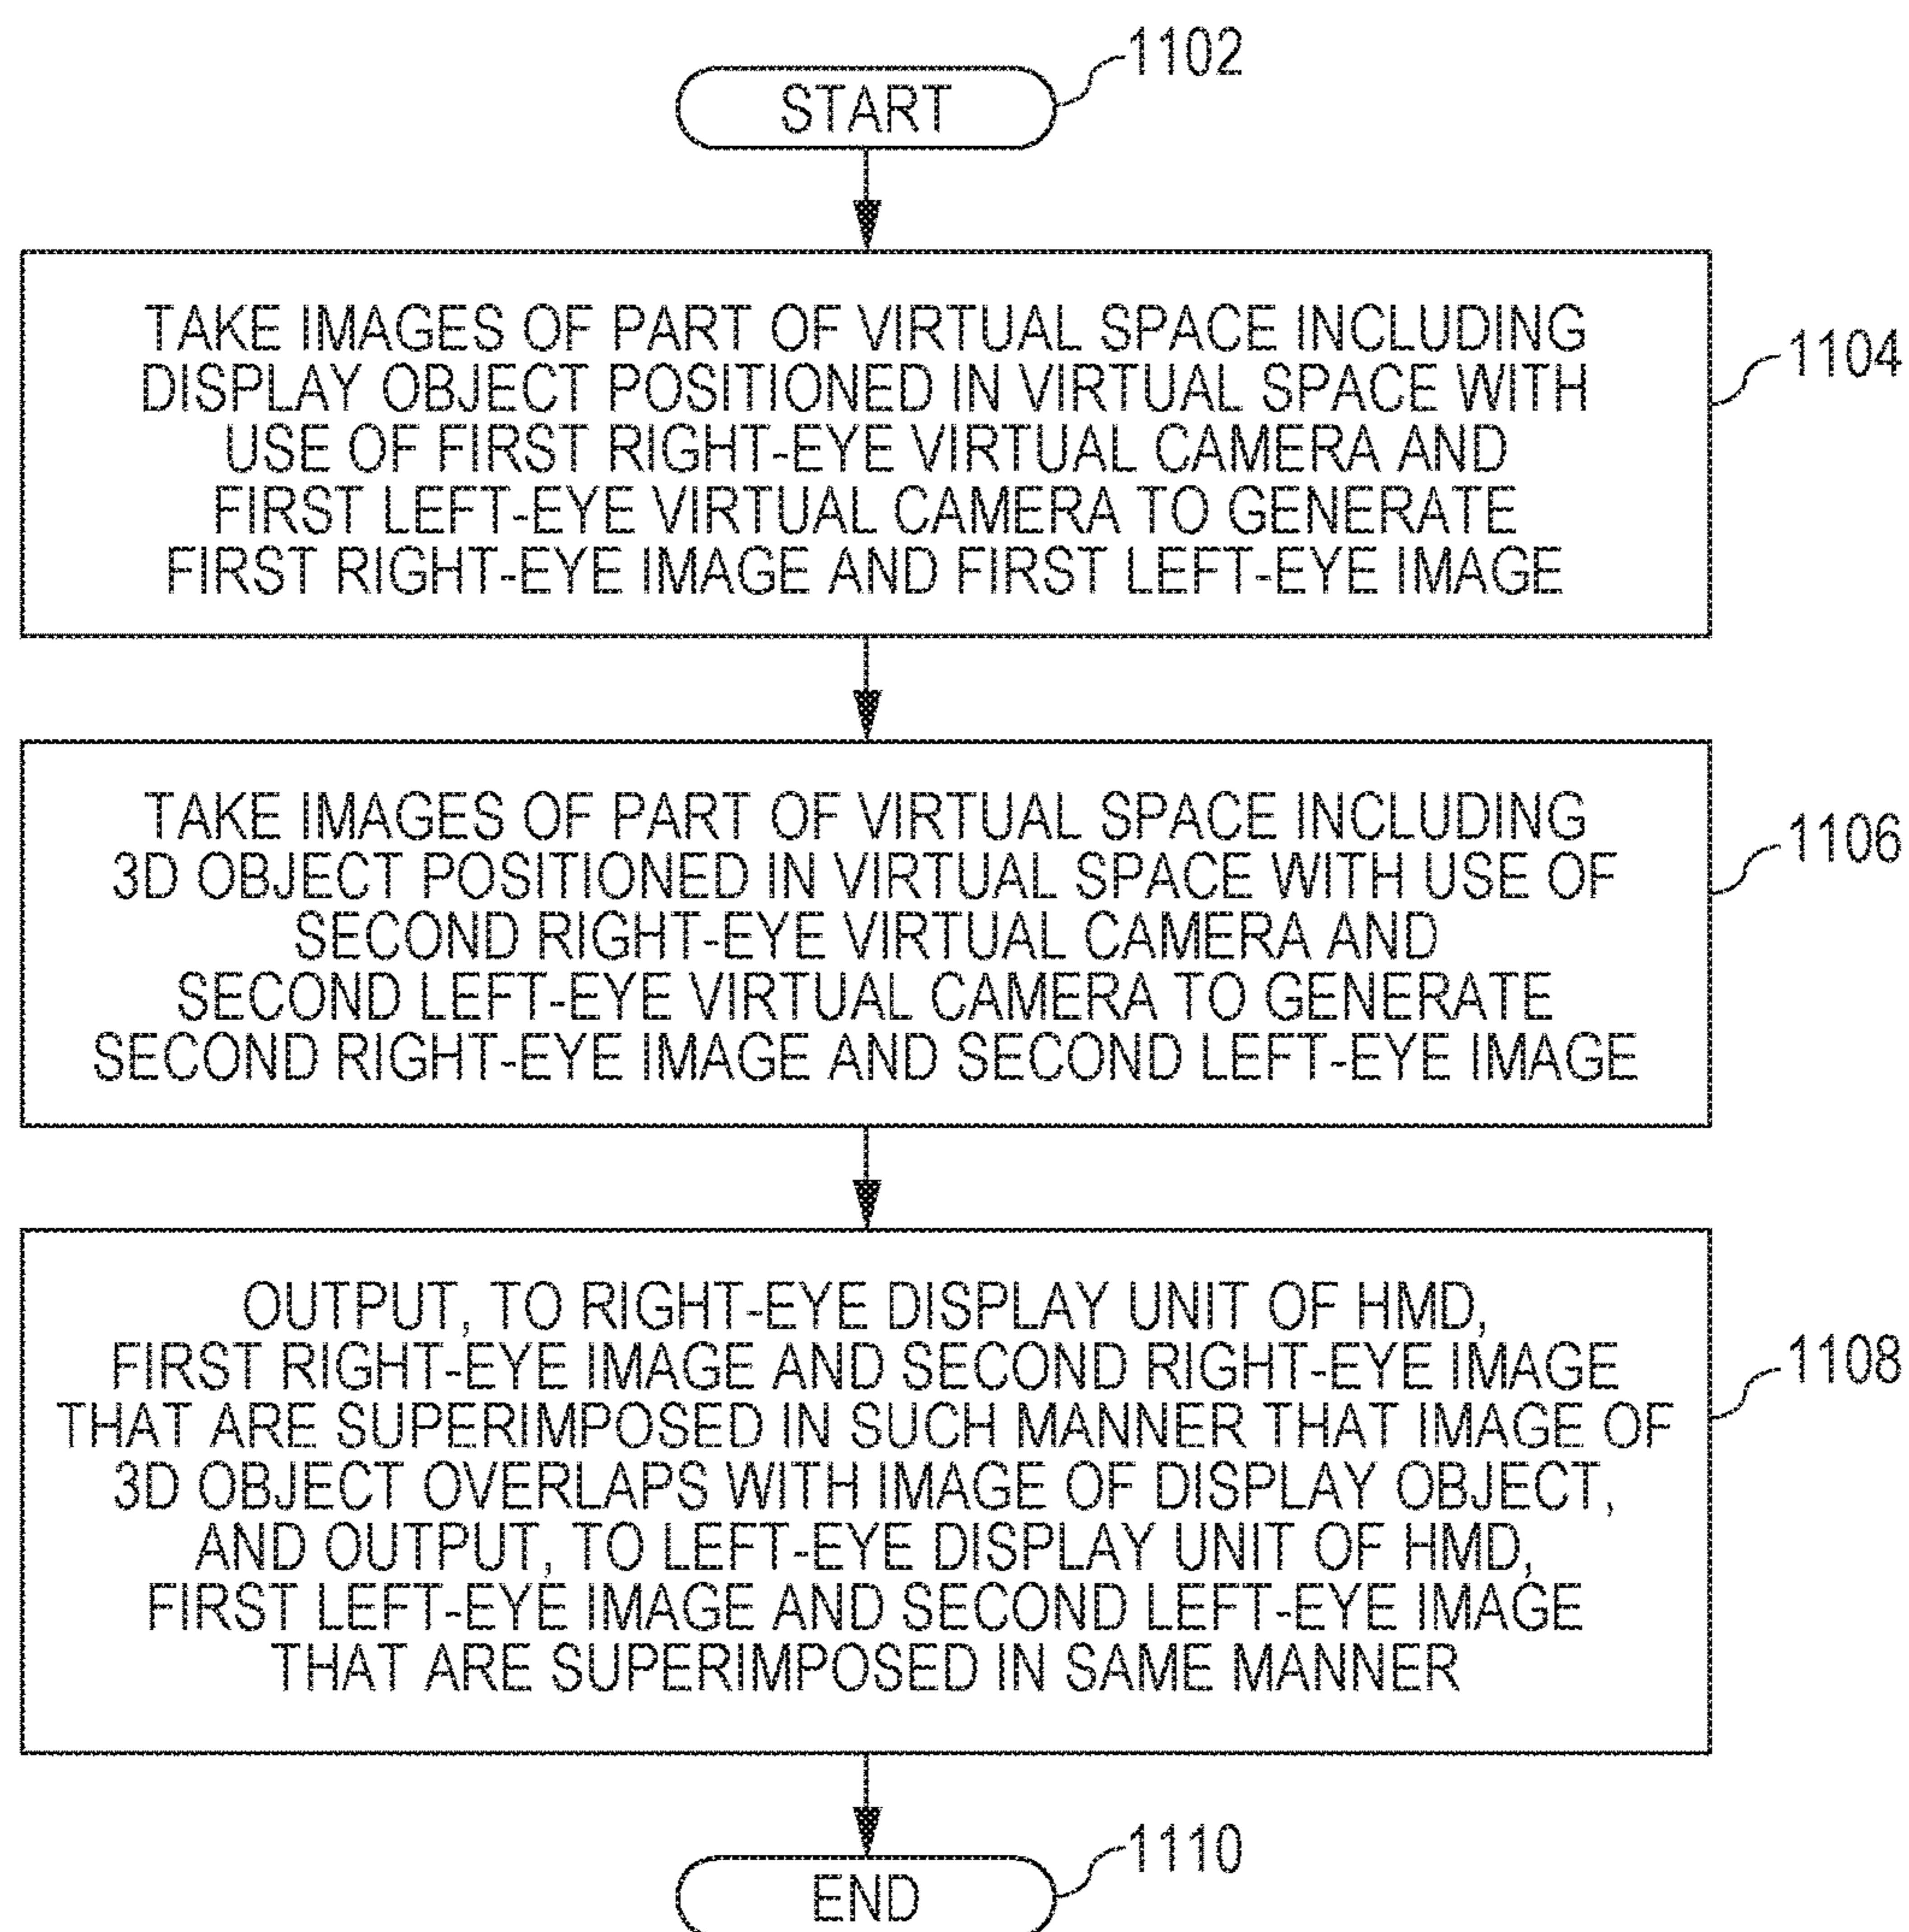 1102
START
TAKE IMAGES OF PART OF VIRTUAL SPACE INCLUDING
DISPLAY OBJECT POSITIONED IN VIRTUAL SPACE WITH
USE OF FIRST RIGHT-EYE VIRTUAL CAMERA AND
FIRST LEFT-EYE VIRTUAL CAMERA TO GENERATE
FIRST RIGHT-EYE IMAGE AND FIRST LEFT-EYE IMAGE
1104
TAKE IMAGES OF PART OF VIRTUAL SPACE INCLUDING
3D OBJECT POSITIONED IN VIRTUAL SPACE WITH USE OF
SECOND RIGHT-EYE VIRTUAL CAMERA AND
SECOND LEFT-EYE VIRTUAL CAMERA TO GENERATE
SECOND RIGHT-EYE IMAGE AND SECOND LEFT-EYE IMAGE
1106
OUTPUT, TO RIGHT-EYE DISPLAY UNIT OF HMD,
FIRST RIGHT-EYE IMAGE AND SECOND RIGHT-EYE IMAGE
THAT ARE SUPERIMPOSED IN SUCH MANNER THAT IMAGE OF
3D OBJECT OVERLAPS WITH IMAGE OF DISPLAY OBJECT,
AND OUTPUT, TO LEFT-EYE DISPLAY UNIT OF HMD,
FIRST LEFT-EYE IMAGE AND SECOND LEFT-EYE IMAGE
THAT ARE SUPERIMPOSED IN SAME MANNER
1108
1110
END